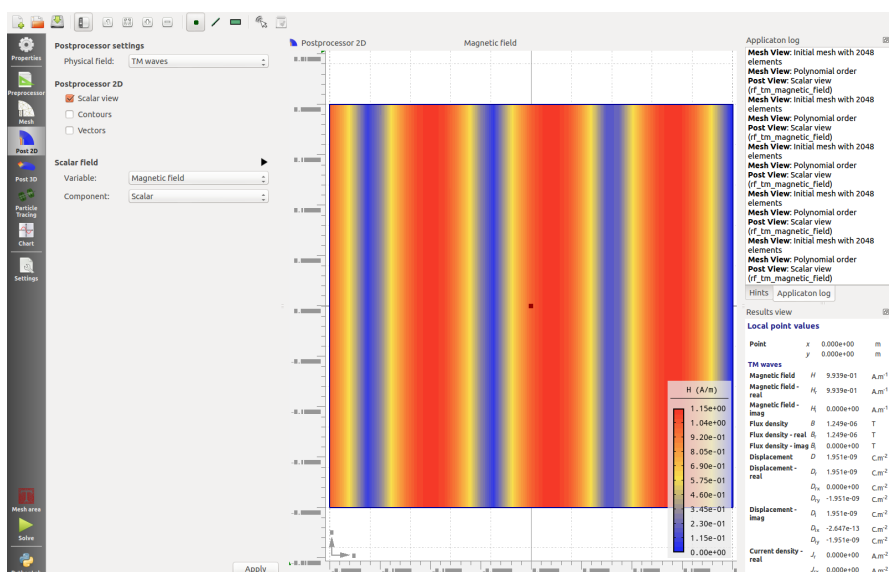 Properties
Preprocessor
Mesh
Post 2D
Post 3D
Particle
Tracing
Chart
Settings
Mesh area
Solve
Postprocessor settings
Physical field: TM waves
Postprocessor 2D
Scalar view
Contours
Vectors
Scalar field
Variable: Magnetic field
Component: Scalar
Apply
Postprocessor 2D
Magnetic field
H (A/m)
1.15e+00
1.04e+00
9.20e-01
8.05e-01
6.90e-01
5.75e-01
4.60e-01
3.45e-01
2.30e-01
1.15e-01
0.00e+00
Applicaton log
Mesh View: Initial mesh with 2048
elements
Mesh View: Polynomial order
Post View: Scalar view
(rf_tm_magnetic_field)
Mesh View: Initial mesh with 2048
elements
Mesh View: Polynomial order
Post View: Scalar view
(rf_tm_magnetic_field)
Mesh View: Polynomial order
Post View: Scalar view
(rf_tm_magnetic_field)
Mesh View: Initial mesh with 2048
elements
Mesh View: Polynomial order
Mesh View: Initial mesh with 2048
elements
Mesh View: Polynomial order
Post View: Scalar view
(rf_tm_magnetic_field)
Hints Applicaton log
Results view
Local point values
Point x 0.000e+00 m
y 0.000e+00 m
TM waves
Magnetic field H 9.939e-01 A.m-1
Magnetic field -
real Hr 9.939e-01 A.m-1
Magnetic field -
imag Hi 0.000e+00 A.m-1
Flux density B 1.249e-06 T
Flux density - real Br 1.249e-06 T
Flux density - imag Bi 0.000e+00 T
Displacement D 1.951e-09 C.m-2
Displacement -
real Dr 1.951e-09 C.m-2
Drx 0.000e+00 C.m-2
Dry -1.951e-09 C.m-2
Displacement -
imag Di 1.951e-09 C.m-2
Dix -2.647e-13 C.m-2
Diy -1.951e-09 C.m-2
Current density -
real Jr 0.000e+00 A.m-2
0.000e+00 A.m-2